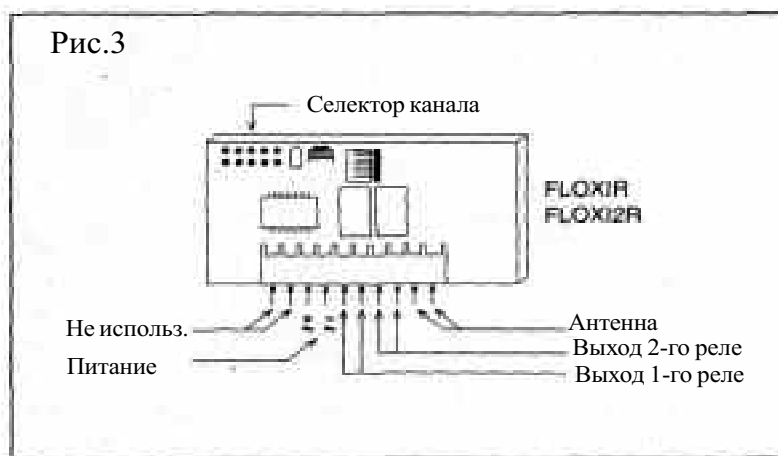 Рис.3
Селектор канала
FLOXIR
FLOXI2R
Не использ.
Питание
Антенна
Выход 2-го реле
Выход 1-го реле